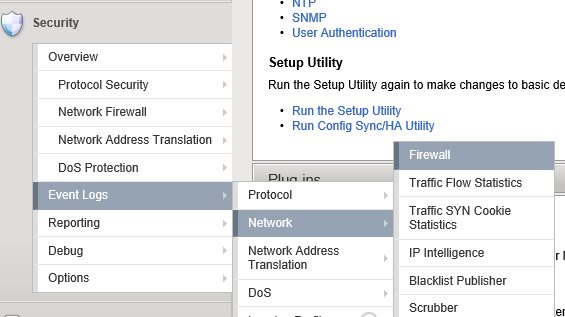 NTP
SNMP
User Authentication
Setup Utility
Run the Setup Utility again to make changes to basic de
Run the Setup Utility
Run Config Sync/HA Utility
Security
Overview
Protocol Security
Network Firewall
Network Address Translation
DoS Protection
Event Logs
Reporting
Debug
Options
Plug-ins
Protocol
Network
Network Address
Translation
DoS
Firewall
Traffic Flow Statistics
Traffic SYN Cookie
Statistics
IP Intelligence
Blacklist Publisher
Scrubber